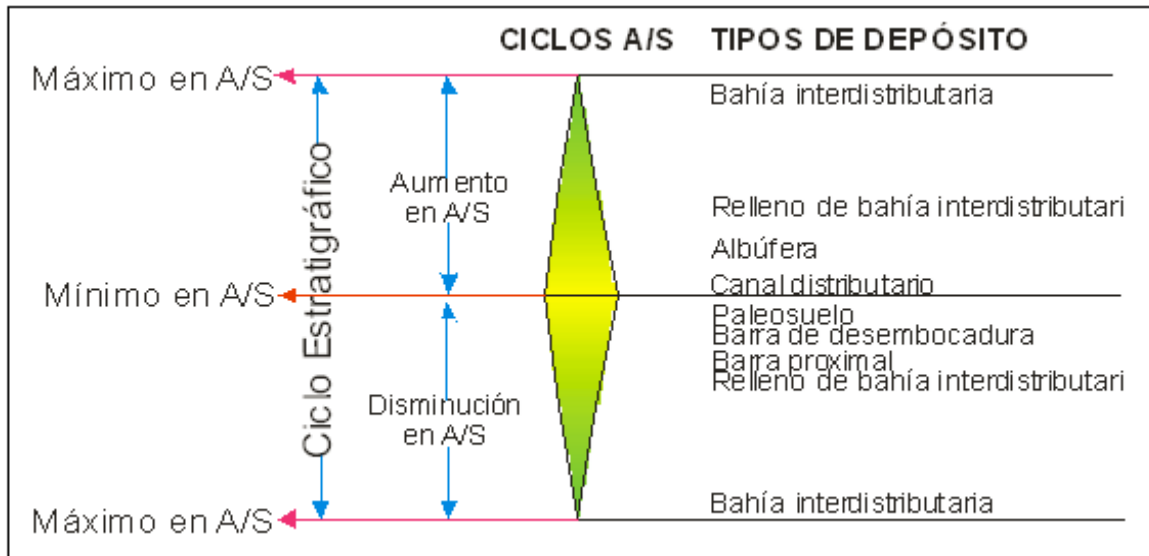 CICLOS A/S TIPOS DE DEPÓSITO
Máximo en A/S
Bahía interdistributaria
Ciclo Estratigráfico
Aumento
en A/S
Relleno de bahía interdistributari
Albúfera
Canal distributario
Mínimo en A/S
Paleosuelo
Barra de desembocadura
Barra proximal
Relleno de bahía interdistributari
Disminución
en A/S
Bahía interdistributaria
Máximo en A/S